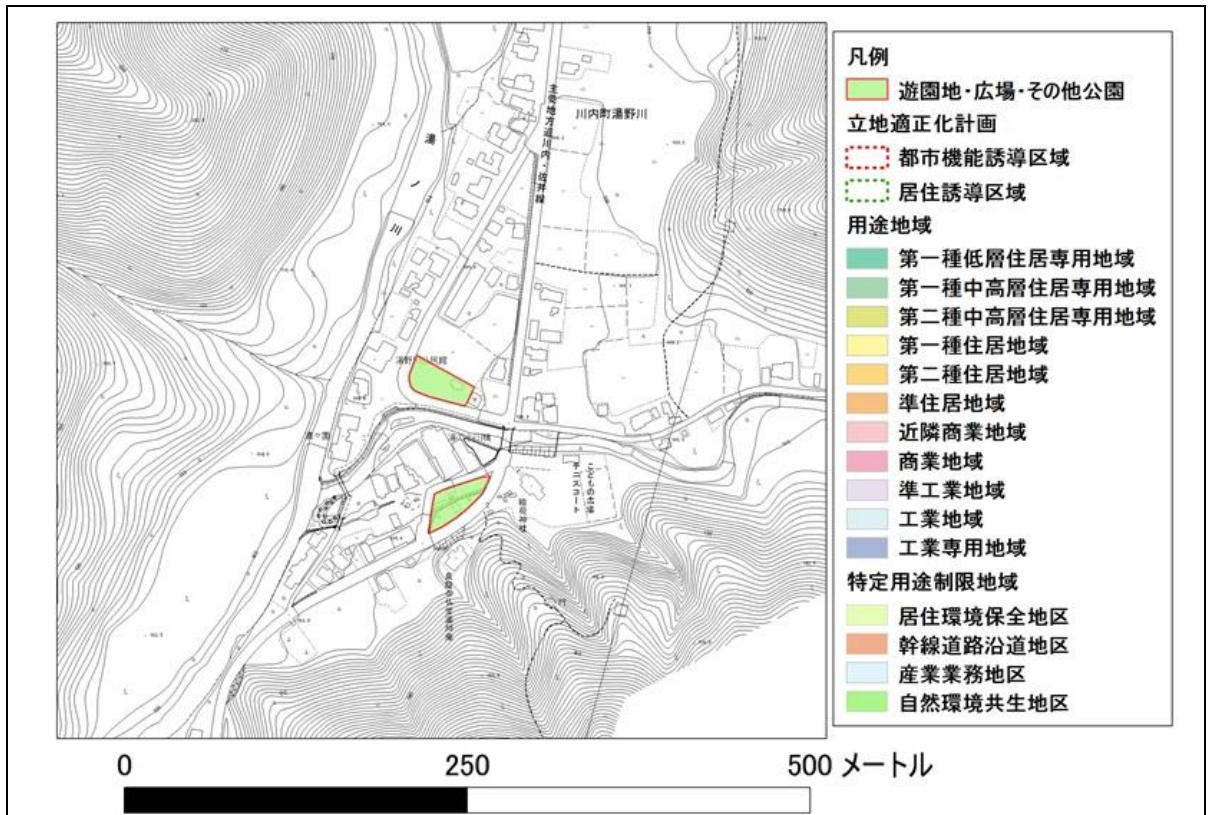 川内町湯野川
主要地方道川内・佐井線
湯
ノ
川
テニスコート
こどもの広場
稲荷神社
凡例
遊園地・広場・その他公園
立地適正化計画
都市機能誘導区域
居住誘導区域
用途地域
第一種低層住居専用地域
第一種中高層住居専用地域
第二種中高層住居専用地域
第一種住居地域
第二種住居地域
準住居地域
近隣商業地域
商業地域
準工業地域
工業地域
工業専用地域
特定用途制限地域
居住環境保全地区
幹線道路沿道地区
産業業務地区
自然環境共生地区
0 250 500 メートル